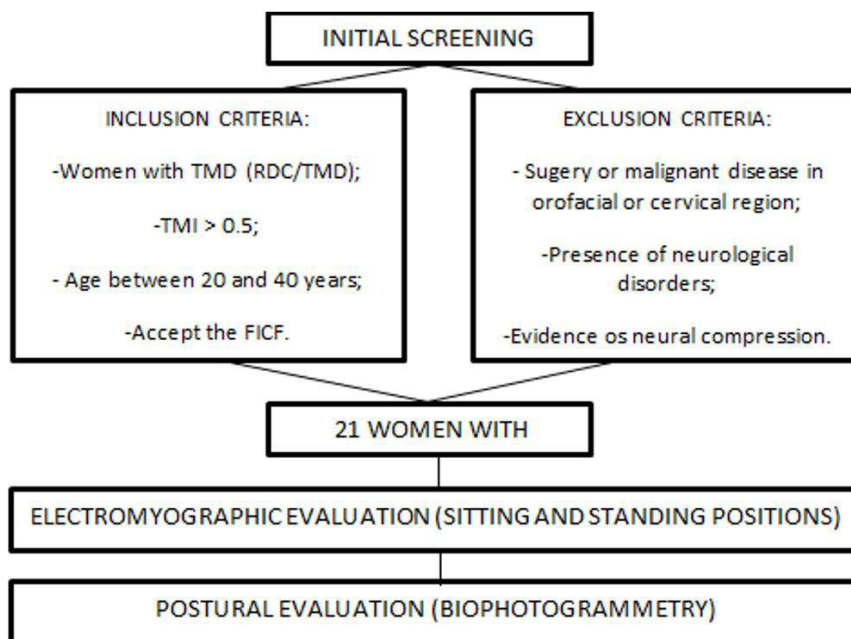 INITIAL SCREENING
INCLUSION CRITERIA:
-Women with TMD (RDC/TMD);
-TMI > 0.5;
- Age between 20 and 40 years;
-Accept the FICF.
EXCLUSION CRITERIA:
- Sugery or malignant disease in
orofacial or cervical region;
-Presence of neurological
disorders;
-Evidence os neural compression.
21 WOMEN WITH
ELECTROMYOGRAPHIC EVALUATION (SITTING AND STANDING POSITIONS)
POSTURAL EVALUATION (BIOPHOTOGRAMMETRY)